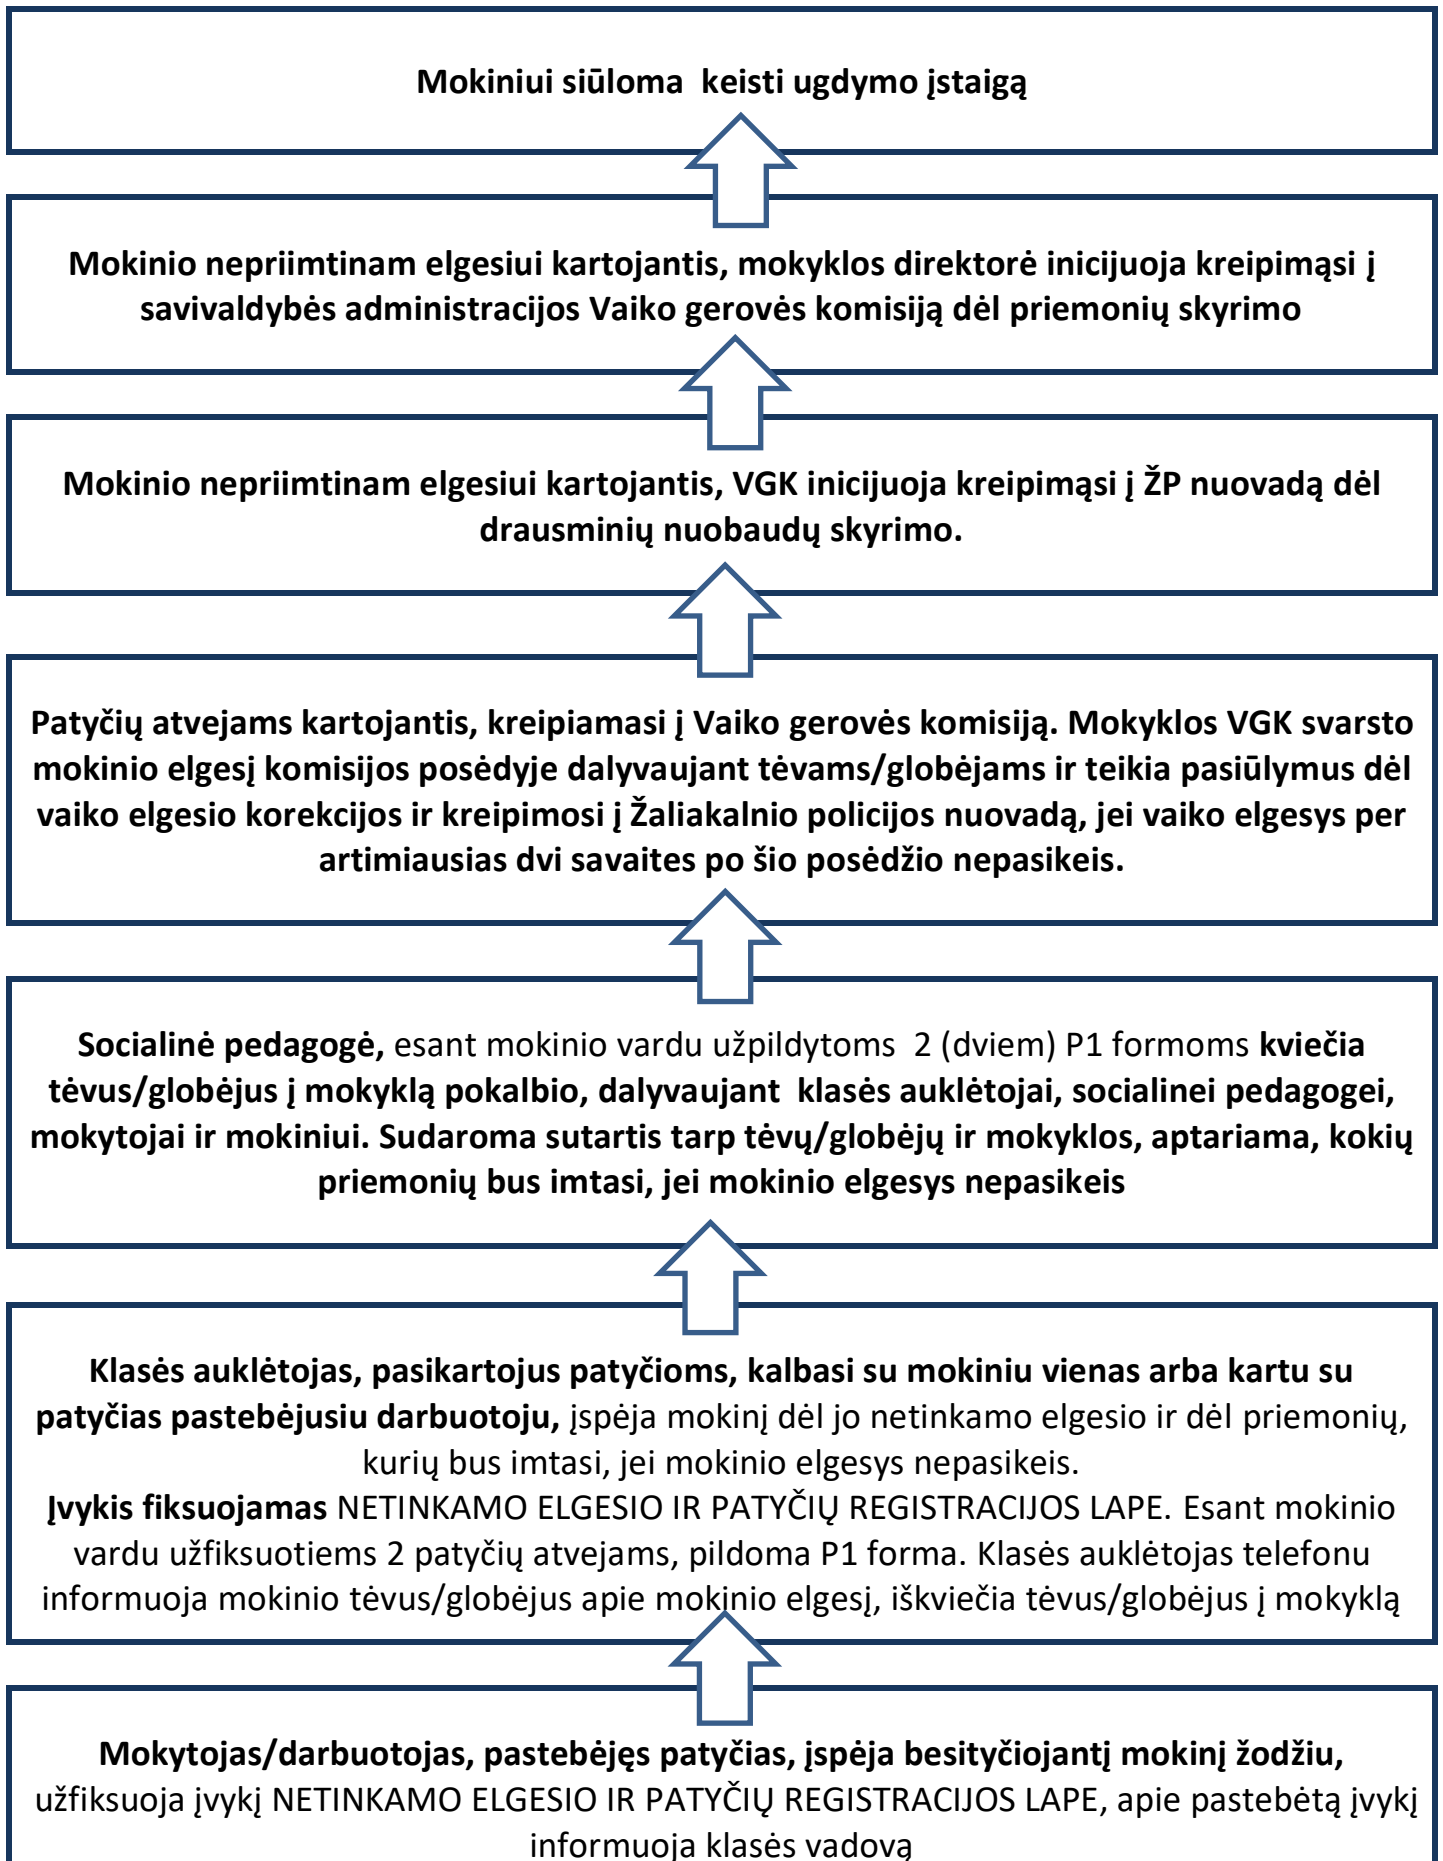 Mokiniui siūloma  keisti ugdymo įstaigą
Mokinio nepriimtinam elgesiui kartojantis, mokyklos direktorė inicijuoja kreipimąsi į
savivaldybės administracijos Vaiko gerovės komisiją dėl priemonių skyrimo
Mokinio nepriimtinam elgesiui kartojantis, VGK inicijuoja kreipimąsi į ŽP nuovadą dėl
drausminių nuobaudų skyrimo.
Patyčių atvejams kartojantis, kreipiamasi į Vaiko gerovės komisiją. Mokyklos VGK svarsto
mokinio elgesį komisijos posėdyje dalyvaujant tėvams/globėjams ir teikia pasiūlymus dėl
vaiko elgesio korekcijos ir kreipimosi į Žaliakalnio policijos nuovadą, jei vaiko elgesys per
artimiausias dvi savaites po šio posėdžio nepasikeis.
Socialinė pedagogė, esant mokinio vardu užpildytoms  2 (dviem) P1 formoms kviečia
tėvus/globėjus į mokyklą pokalbio, dalyvaujant  klasės auklėtojai, socialinei pedagogei,
mokytojai ir mokiniui. Sudaroma sutartis tarp tėvų/globėjų ir mokyklos, aptariama, kokių
priemonių bus imtasi, jei mokinio elgesys nepasikeis
Klasės auklėtojas, pasikartojus patyčioms, kalbasi su mokiniu vienas arba kartu su
patyčias pastebėjusiu darbuotoju, įspėja mokinį dėl jo netinkamo elgesio ir dėl priemonių,
kurių bus imtasi, jei mokinio elgesys nepasikeis.
Įvykis fiksuojamas NETINKAMO ELGESIO IR PATYČIŲ REGISTRACIJOS LAPE. Esant mokinio
vardu užfiksuotiems 2 patyčių atvejams, pildoma P1 forma. Klasės auklėtojas telefonu
informuoja mokinio tėvus/globėjus apie mokinio elgesį, iškviečia tėvus/globėjus į mokyklą
Mokytojas/darbuotojas, pastebėjęs patyčias, įspėja besityčiojantį mokinį žodžiu,
užfiksuoja įvykį NETINKAMO ELGESIO IR PATYČIŲ REGISTRACIJOS LAPE, apie pastebėtą įvykį
informuoja klasės vadovą